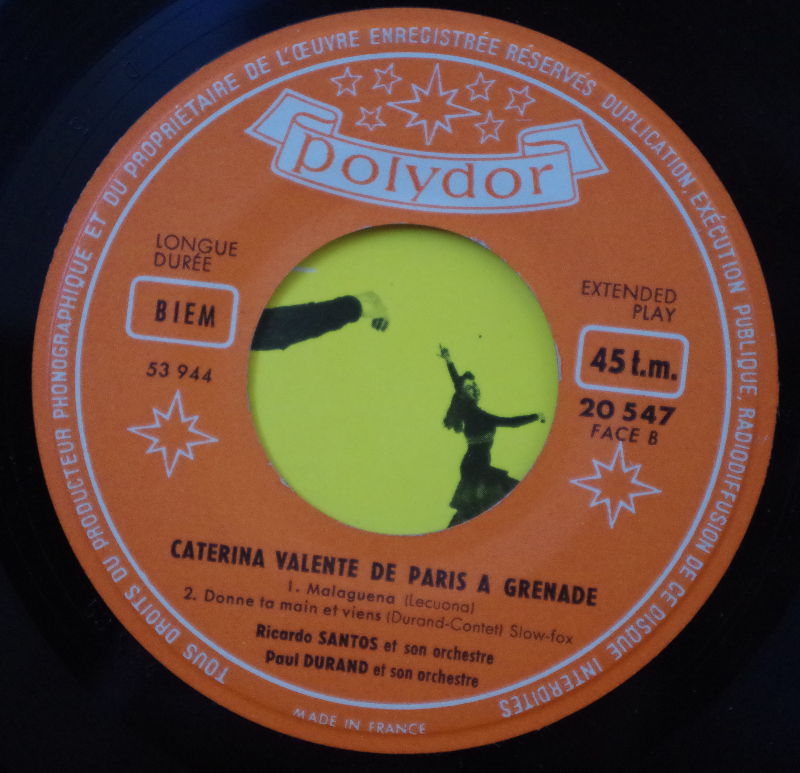 TOUS DROITS DU PRODUCTEUR PHONOGRAPHIQUE ET DU PROPRIÉTAIRE DE L'ŒUVRE ENREGISTRÉE RÉSERVÉS DUPLICATION, EXÉCUTION PUBLIQUE, RADIODIFFUSION DE CE DISQUE INTERDITES
polydor
LONGUE
DURÉE
BIEM
53 944
EXTENDED
PLAY
45 t.m.
20 547
FACE B
CATERINA VALENTE DE PARIS A GRENADE
1. Malaguena (Lecuona)
2. Donne ta main et viens (Durand-Contet) Slow-fox
Ricardo SANTOS et son orchestre
Paul DURAND et son orchestre
MADE IN FRANCE